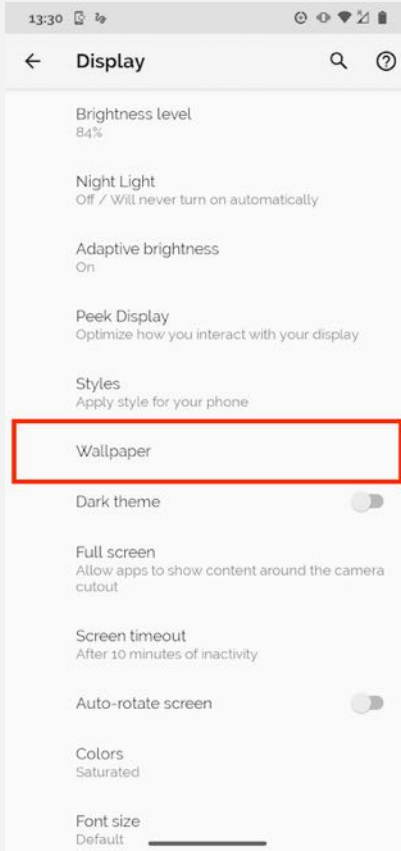 13:30
Display
Brightness level
84%
Night Light
Off / Will never turn on automatically
Adaptive brightness
On
Peek Display
Optimize how you interact with your display
Styles
Apply style for your phone
Wallpaper
Dark theme
Full screen
Allow apps to show content around the camera
cutout
Screen timeout
After 10 minutes of inactivity
Auto-rotate screen
Colors
Saturated
Font size
Default